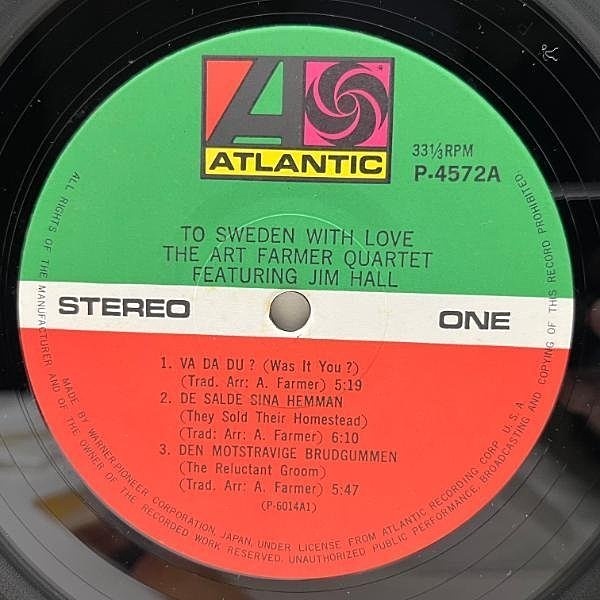 ATLANTIC
33⅓ RPM
P-4572A
TO SWEDEN WITH LOVE
THE ART FARMER QUARTET
FEATURING JIM HALL
STEREO
ONE
1. VA DA DU ? (Was It You ?)
(Trad. Arr: A. Farmer) 5:19
2. DE SALDE SINA HEMMAN
(They Sold Their Homestead)
(Trad: Arr: A. Farmer) 6:10
3. DEN MOTSTRAVIGE BRUDGUMMEN
(The Reluctant Groom)
(Trad. Arr: A. Farmer) 5:47
(P-6014A1)
MADE BY WARNER-PIONEER CORPORATION, JAPAN, UNDER LICENSE FROM ATLANTIC RECORDING CORP. U.S.A.
ALL RIGHTS OF THE MANUFACTURER AND OF THE OWNER OF THE RECORDED WORK RESERVED. UNAUTHORIZED PUBLIC PERFORMANCE, BROADCASTING AND COPYING OF THIS RECORD PROHIBITED.